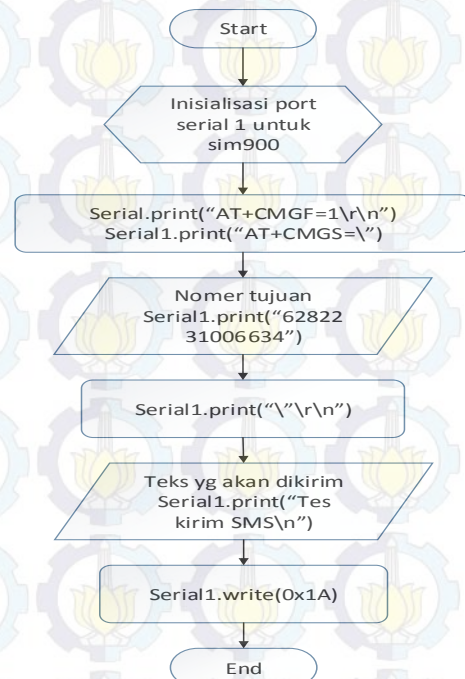 Start
Inisialisasi port
serial 1 untuk
sim900
Serial.print(“AT+CMGF=1\r\n”)
Serial1.print(“AT+CMGS=\”)
Nomer tujuan
Serial1.print(“62822
31006634”)
Serial1.print(“\”\r\n”)
Teks yg akan dikirim
Serial1.print(“Tes
kirim SMS\n”)
Serial1.write(0x1A)
End